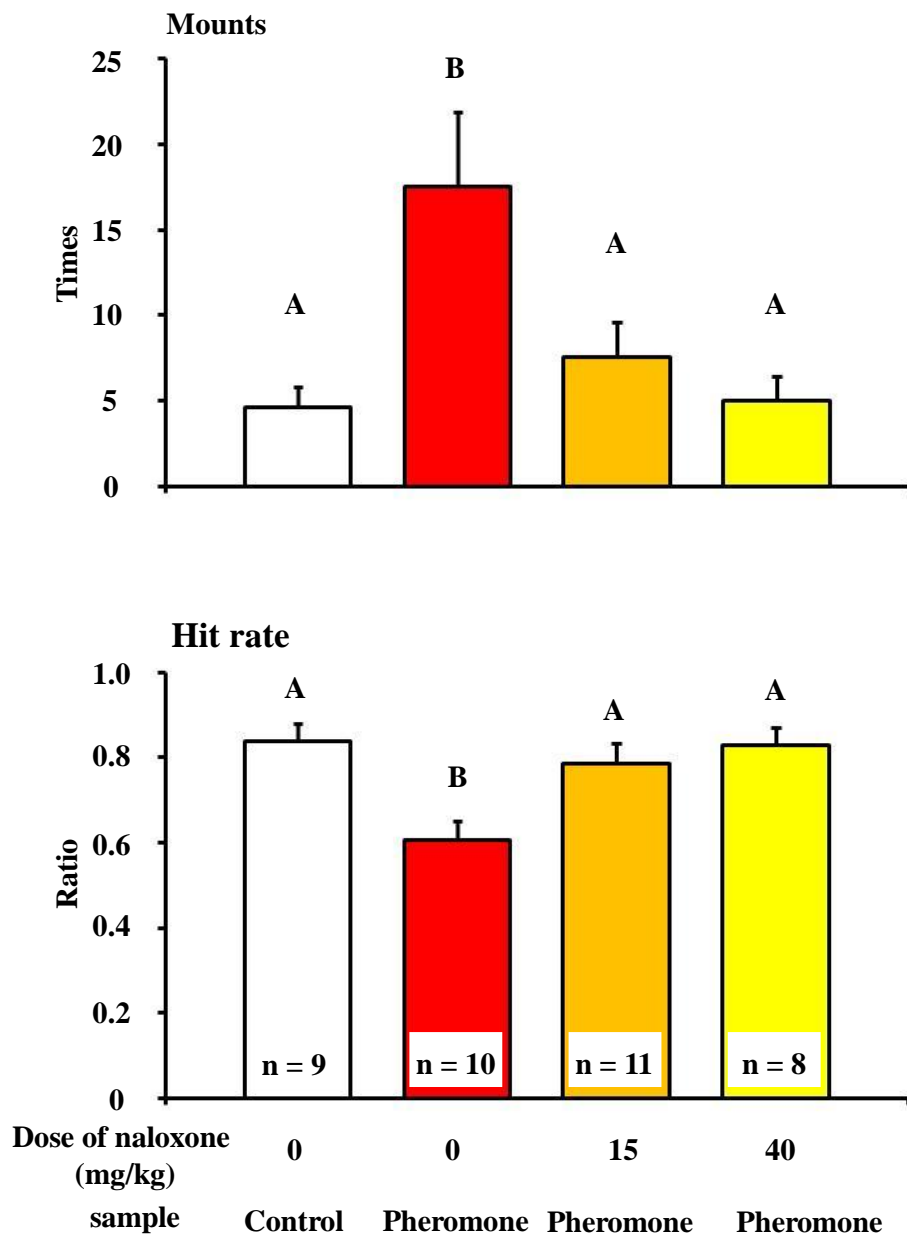 Mounts
25
20
15
10
5
0
Times
A
B
A
A
Hit rate
1.0
0.8
0.6
0.4
0.2
0
Ratio
A
B
A
A
n = 9
n = 10
n = 11
n = 8
Dose of naloxone
(mg/kg)
0
0
15
40
sample
Control
Pheromone
Pheromone
Pheromone